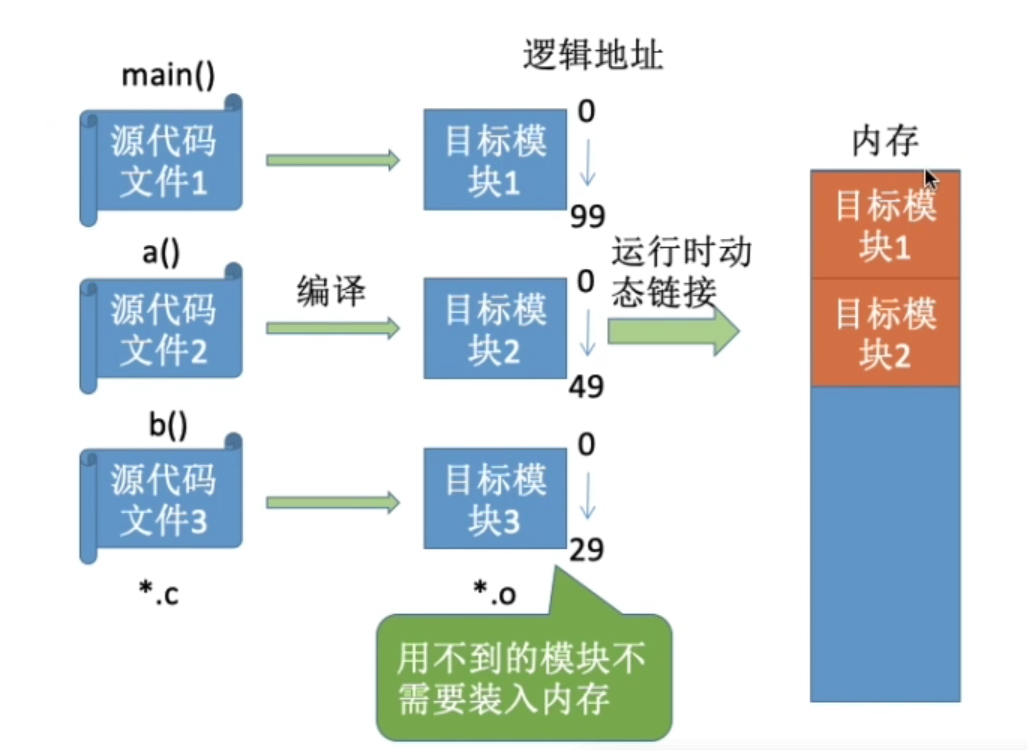 逻辑地址
main()
源代码
文件1
目标模
块1
0
99
内存
目标模
块1
a()
源代码
文件2
编译
目标模
块2
0
49
运行时动
态链接
目标模
块2
b()
源代码
文件3
目标模
块3
0
29
*.c
*.o
用不到的模块不
需要装入内存